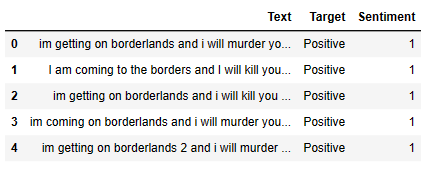 Text Target Sentiment
0 im getting on borderlands and i will murder yo... Positive 1
1 I am coming to the borders and I will kill you... Positive 1
2 im getting on borderlands and i will kill you ... Positive 1
3 im coming on borderlands and i will murder you... Positive 1
4 im getting on borderlands 2 and i will murder ... Positive 1